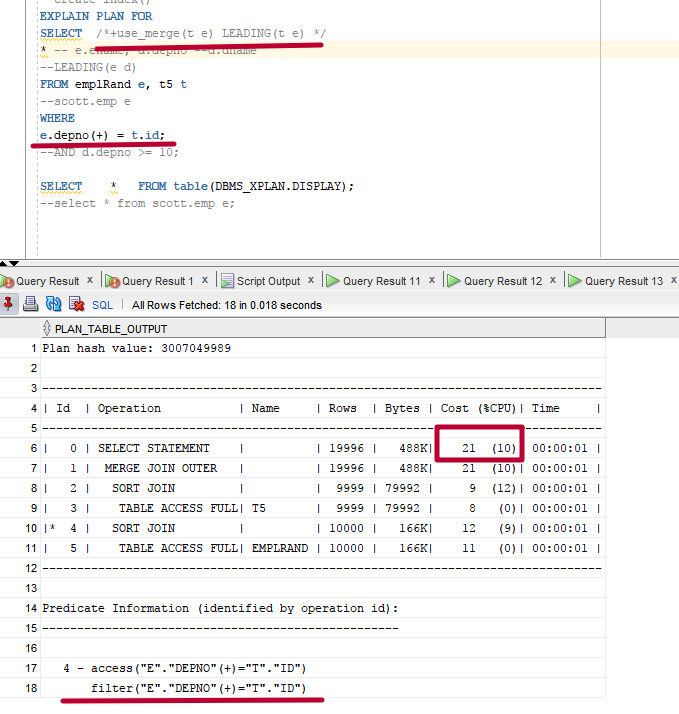 create index()
EXPLAIN PLAN FOR
SELECT /*+use_merge(t e) LEADING(t e) */
* -- e.ename, d.depno --d.dname
--LEADING(e d)
FROM emplRand e, t5 t
--scott.emp e
WHERE
e.depno(+) = t.id;
--AND d.depno >= 10;
SELECT * FROM table(DBMS_XPLAN.DISPLAY);
--select * from scott.emp e;
Query Result x Query Result 1 x Script Output x Query Result 11 x Query Result 12 x Query Result 13 x
SQL | All Rows Fetched: 18 in 0.018 seconds
PLAN_TABLE_OUTPUT
1 Plan hash value: 3007049989
2
3 --------------------------------------------------------------------------------
4 | Id | Operation | Name | Rows | Bytes | Cost (%CPU)| Time |
5 --------------------------------------------------------------------------------
6 | 0 | SELECT STATEMENT | | 19996 | 488K| 21 (10)| 00:00:01 |
7 | 1 | MERGE JOIN OUTER | | 19996 | 488K| 21 (10)| 00:00:01 |
8 | 2 | SORT JOIN | | 9999 | 79992 | 9 (12)| 00:00:01 |
9 | 3 | TABLE ACCESS FULL| T5 | 9999 | 79992 | 8 (0)| 00:00:01 |
10 |* 4 | SORT JOIN | | 10000 | 166K| 12 (9)| 00:00:01 |
11 | 5 | TABLE ACCESS FULL| EMPLRAND | 10000 | 166K| 11 (0)| 00:00:01 |
12 --------------------------------------------------------------------------------
13
14 Predicate Information (identified by operation id):
15 ---------------------------------------------------
16
17 4 - access("E"."DEPNO"(+)="T"."ID")
18 filter("E"."DEPNO"(+)="T"."ID")